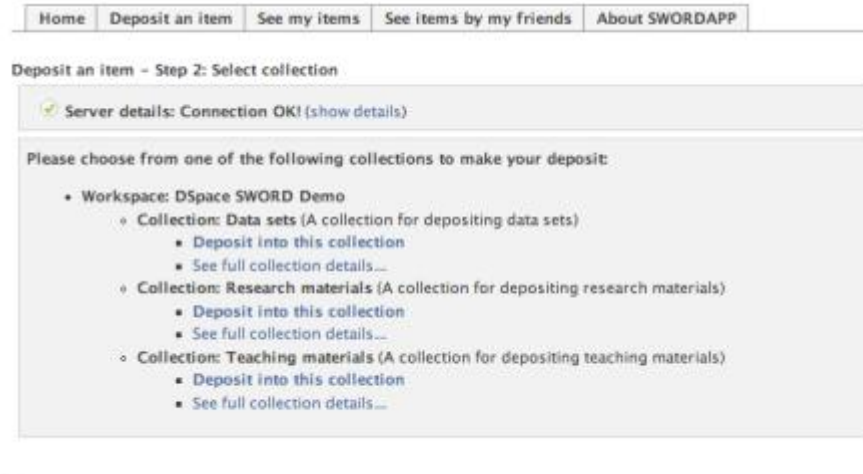 Home Deposit an item See my items See items by my friends About SWORDAPP
Deposit an item – Step 2: Select collection
Server details: Connection OK! (show details)
Please choose from one of the following collections to make your deposit:
• Workspace: DSpace SWORD Demo
◦ Collection: Data sets (A collection for depositing data sets)
▪ Deposit into this collection
▪ See full collection details...
◦ Collection: Research materials (A collection for depositing research materials)
▪ Deposit into this collection
▪ See full collection details...
◦ Collection: Teaching materials (A collection for depositing teaching materials)
▪ Deposit into this collection
▪ See full collection details...